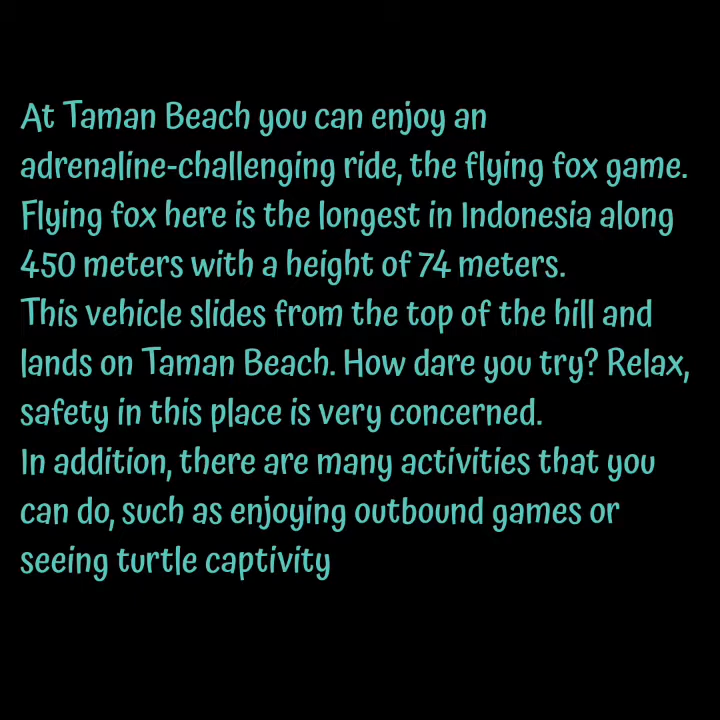 At Taman Beach you can enjoy an
adrenaline-challenging ride, the flying fox game.
Flying fox here is the longest in Indonesia along
450 meters with a height of 74 meters.
This vehicle slides from the top of the hill and
lands on Taman Beach. How dare you try? Relax,
safety in this place is very concerned.
In addition, there are many activities that you
can do, such as enjoying outbound games or
seeing turtle captivity